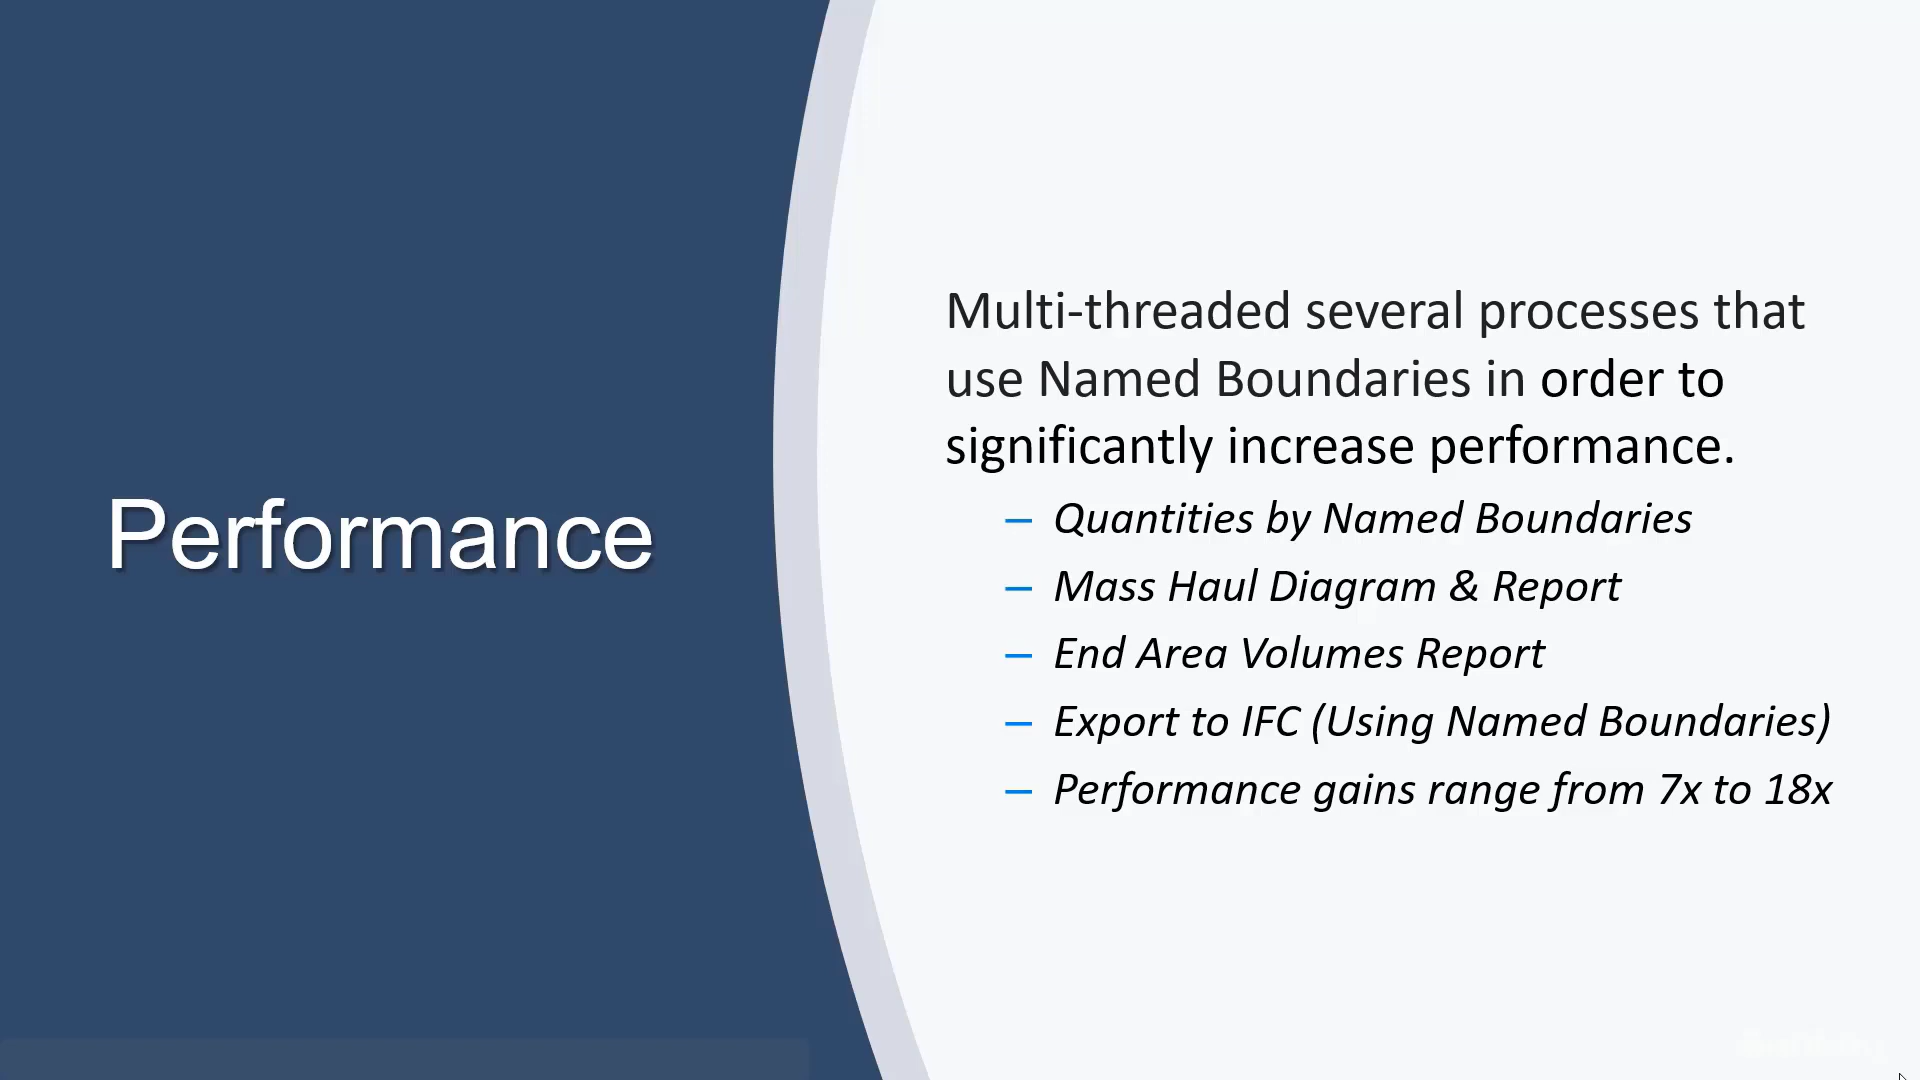 Performance
Multi-threaded several processes that
use Named Boundaries in order to
significantly increase performance.
– Quantities by Named Boundaries
– Mass Haul Diagram & Report
– End Area Volumes Report
– Export to IFC (Using Named Boundaries)
– Performance gains range from 7x to 18x